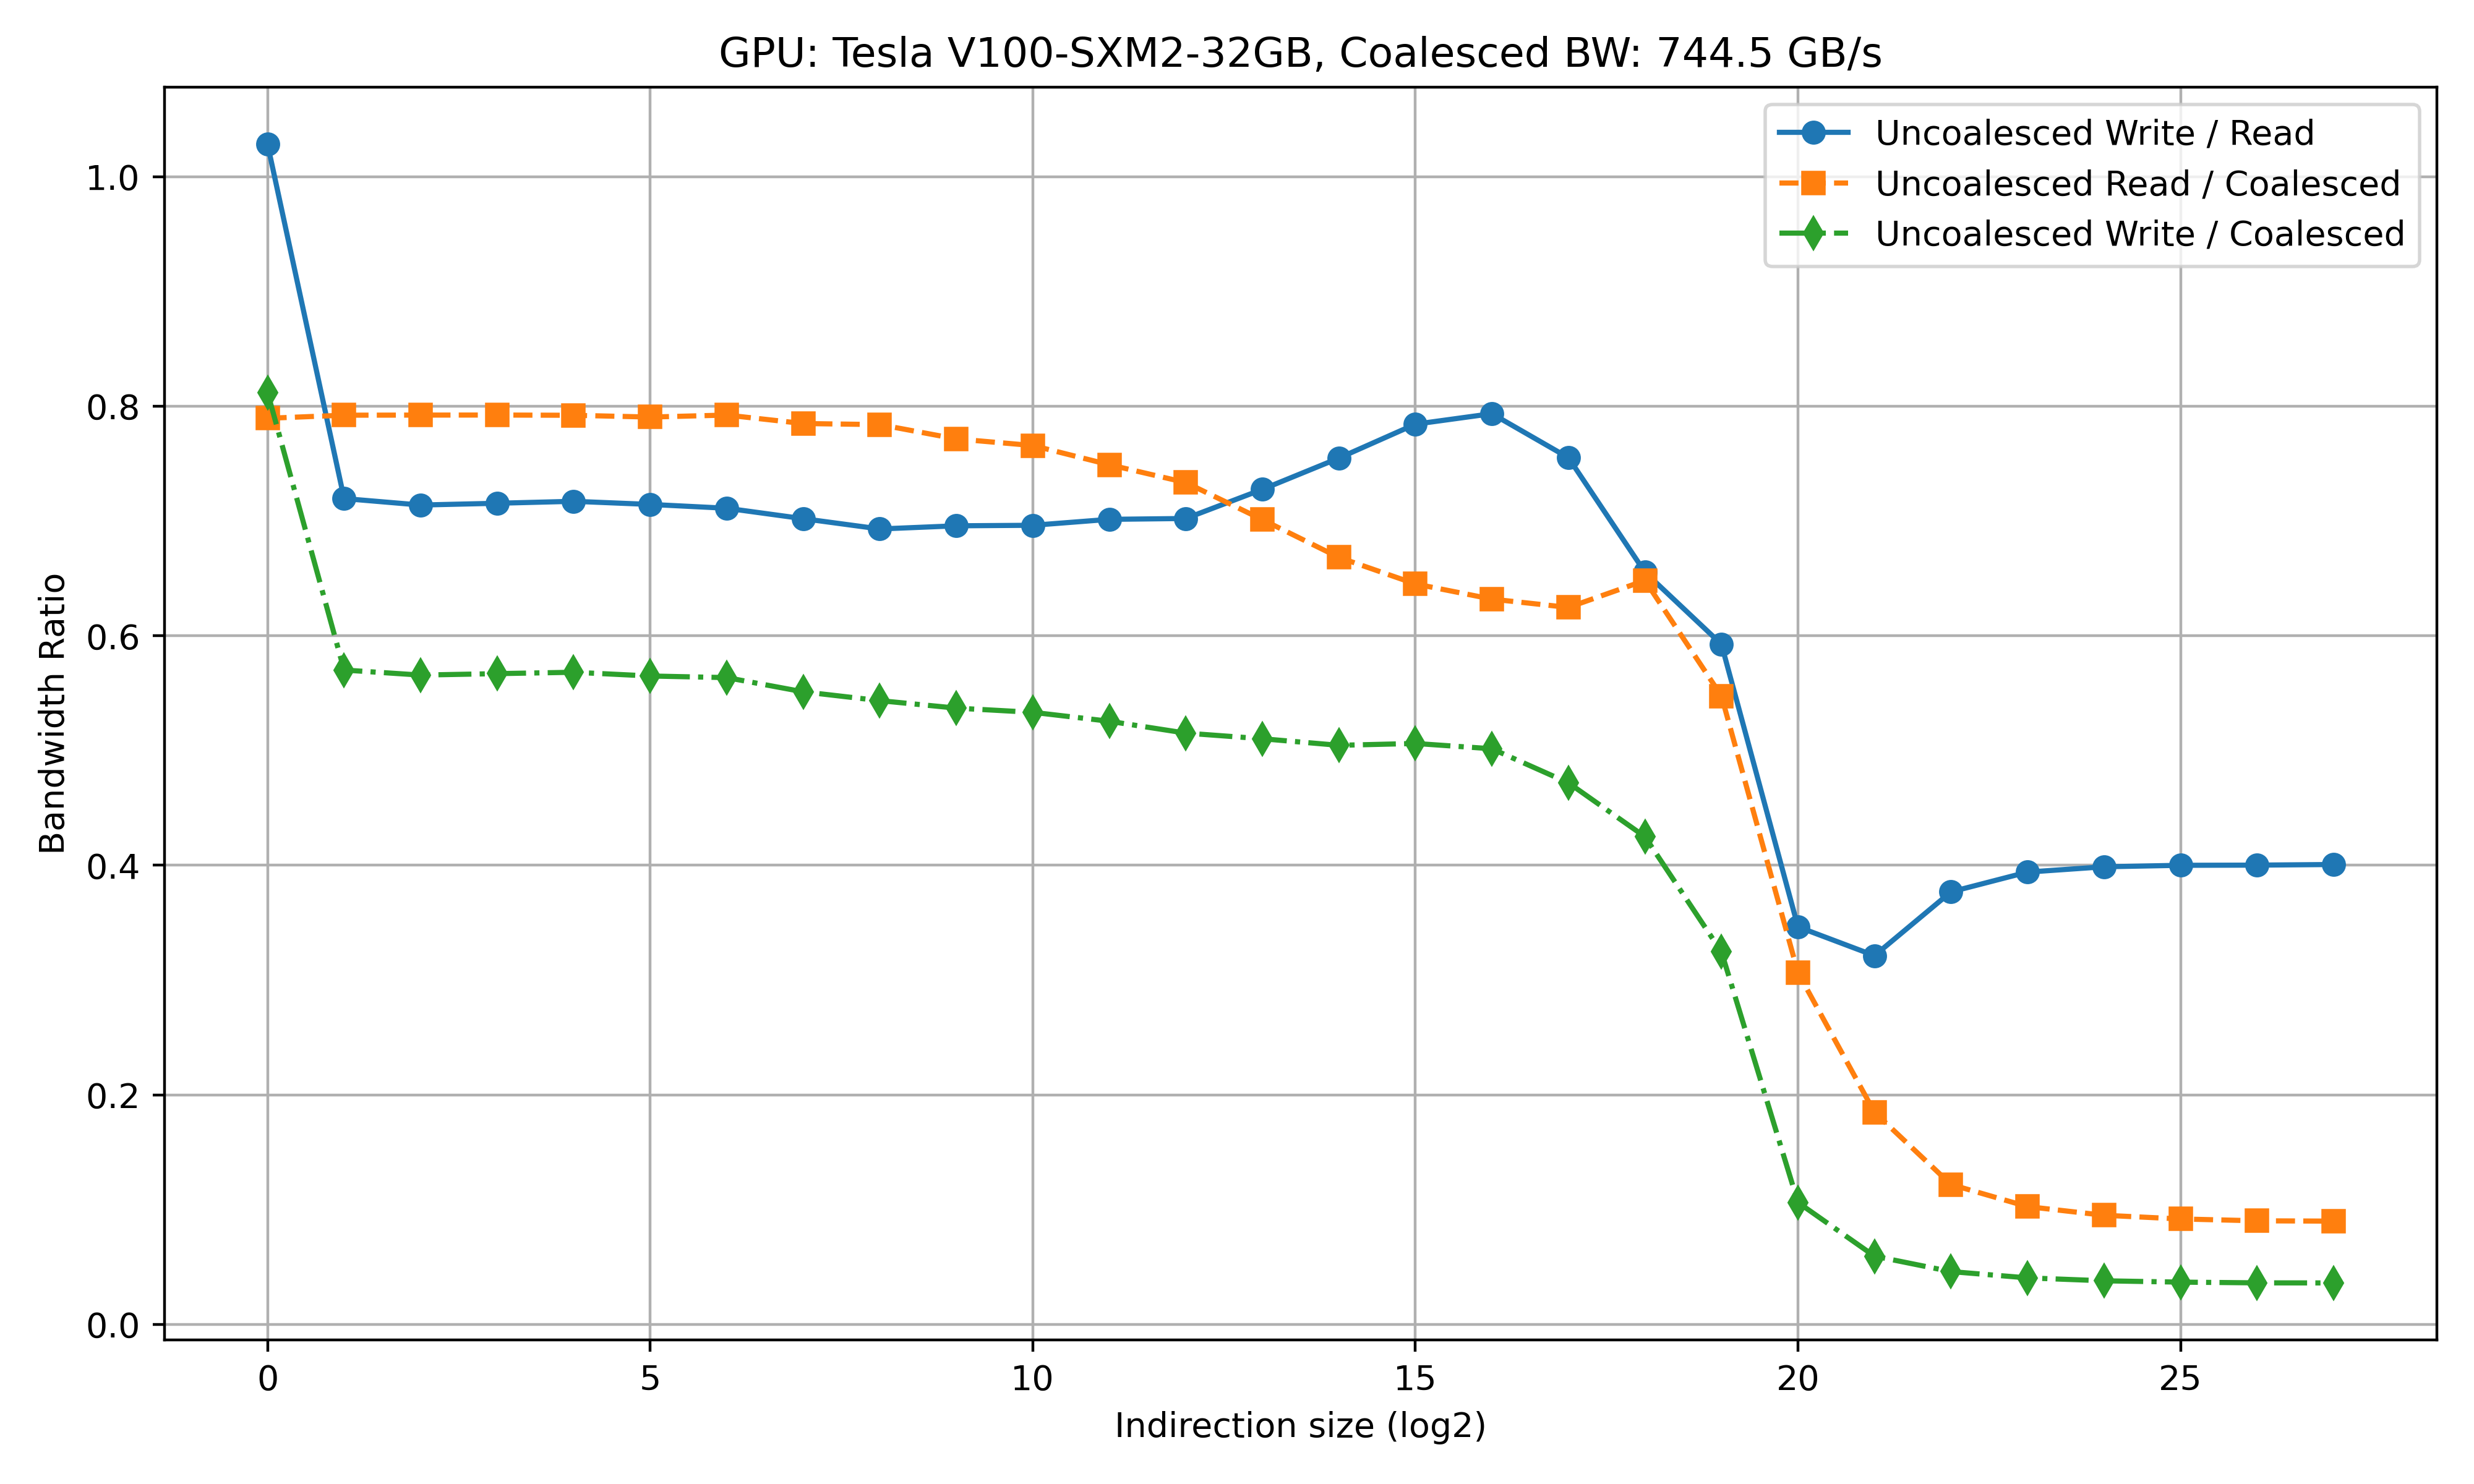 GPU: Tesla V100-SXM2-32GB, Coalesced BW: 744.5 GB/s
Uncoalesced Write / Read
Uncoalesced Read / Coalesced
Uncoalesced Write / Coalesced
Bandwidth Ratio
1.0
0.8
0.6
0.4
0.2
0.0
0 5 10 15 20 25
Indirection size (log2)